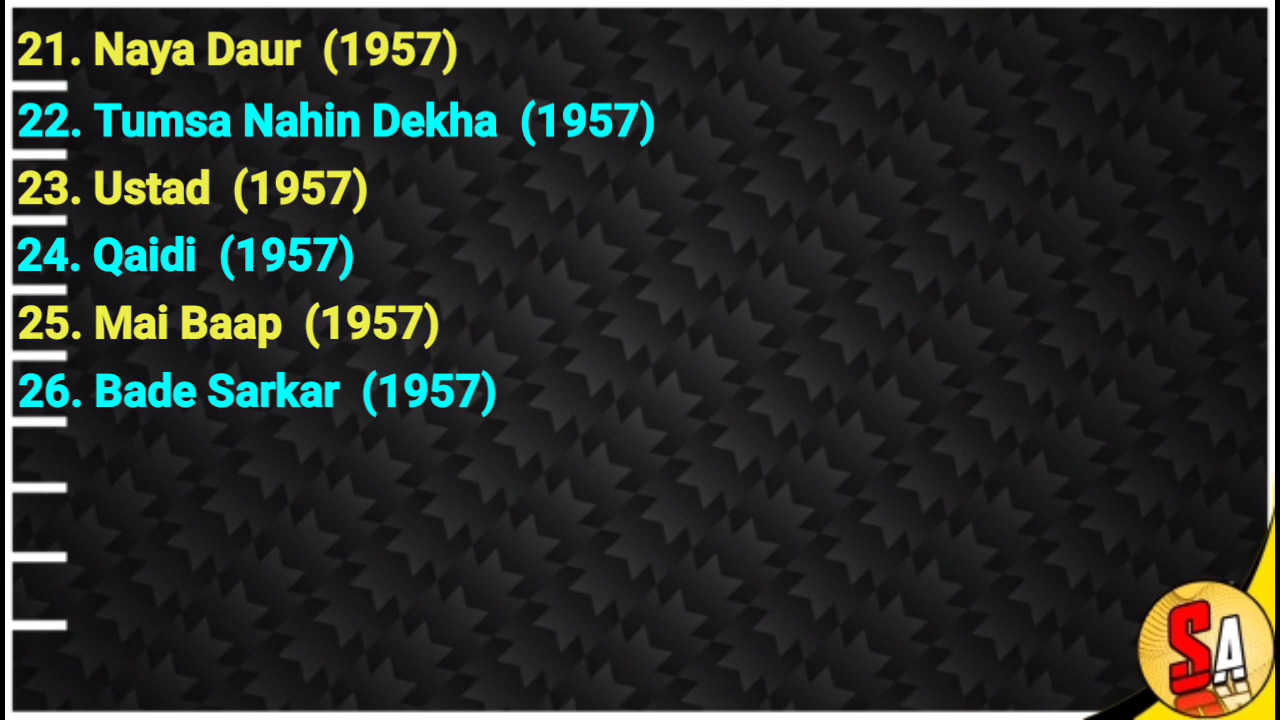 21. Naya Daur (1957)
22. Tumsa Nahin Dekha (1957)
23. Ustad (1957)
24. Qaidi (1957)
25. Mai Baap (1957)
26. Bade Sarkar (1957)
SA